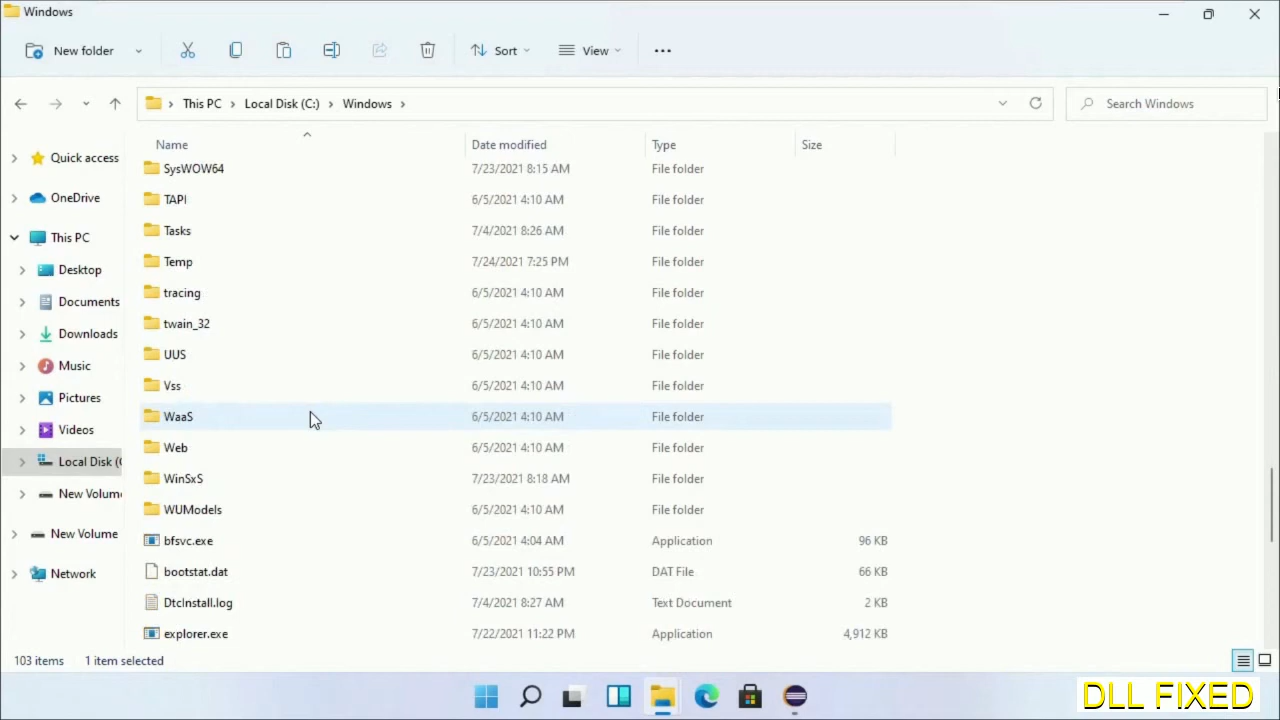 Windows
New folder Sort View
This PC Local Disk (C:) Windows Search Windows
Name Date modified Type Size
Quick access
OneDrive
This PC
Desktop
Documents
Downloads
Music
Pictures
Videos
Local Disk (
New Volum
New Volume
Network
SysWOW64 7/23/2021 8:15 AM File folder
TAPI 6/5/2021 4:10 AM File folder
Tasks 7/4/2021 8:26 AM File folder
Temp 7/24/2021 7:25 PM File folder
tracing 6/5/2021 4:10 AM File folder
twain_32 6/5/2021 4:10 AM File folder
UUS 6/5/2021 4:10 AM File folder
Vss 6/5/2021 4:10 AM File folder
WaaS 6/5/2021 4:10 AM File folder
Web 6/5/2021 4:10 AM File folder
WinSxS 7/23/2021 8:18 AM File folder
WUModels 6/5/2021 4:10 AM File folder
bfsvc.exe 6/5/2021 4:04 AM Application 96 KB
bootstat.dat 7/23/2021 10:55 PM DAT File 66 KB
DtcInstall.log 7/4/2021 8:27 AM Text Document 2 KB
explorer.exe 7/22/2021 11:22 PM Application 4,912 KB
103 items 1 item selected
DLL FIXED